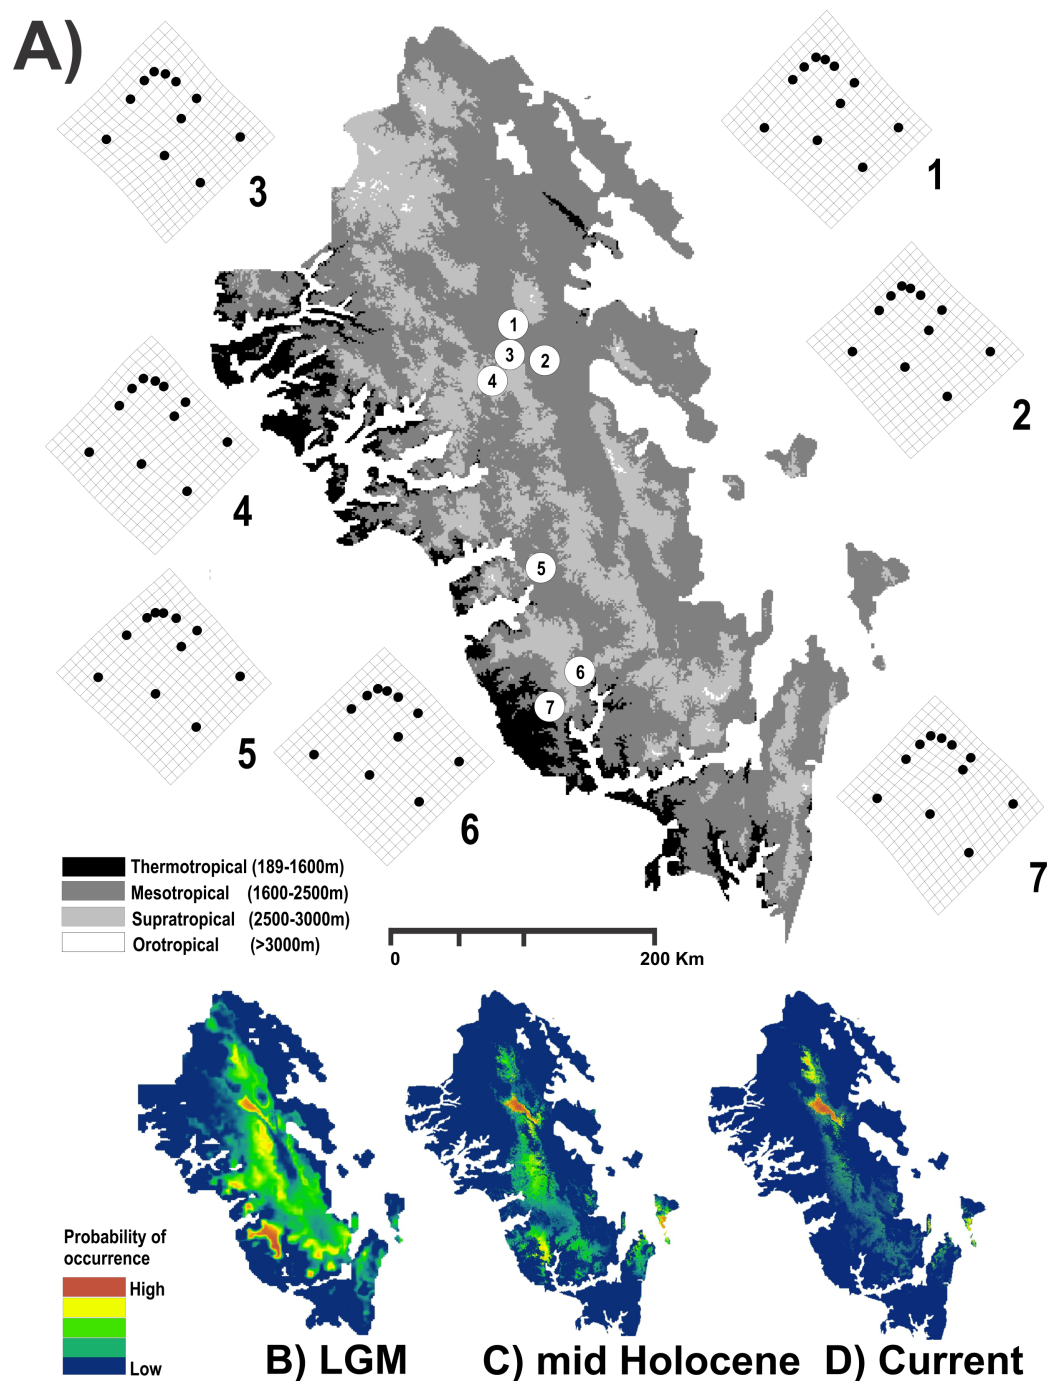 A)
3
1
2
4
5
6
7
1
3
2
4
5
6
7
Thermotropical (189-1600m)
Mesotropical (1600-2500m)
Supratropical (2500-3000m)
Orotropical (>3000m)
0 200 Km
Probability of
occurrence
High
Low
B) LGM C) mid Holocene D) Current